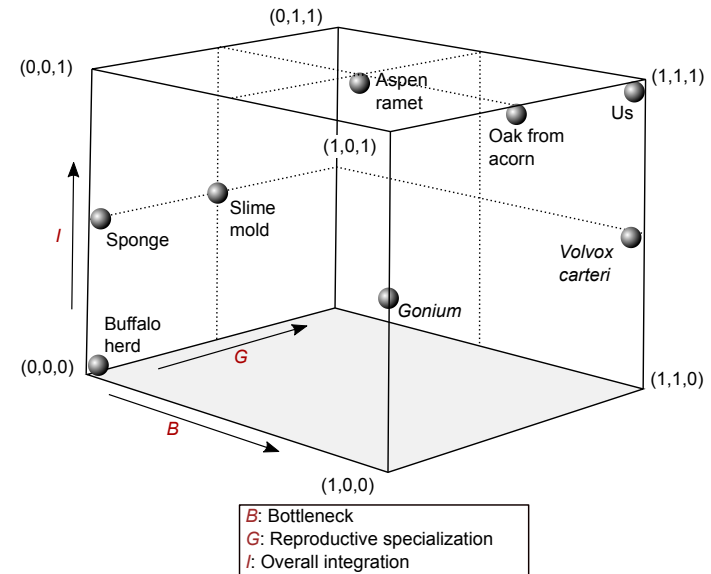 (0,1,1)
(0,0,1)
Aspen
ramet
(1,1,1)
Us
Oak from
acorn
(1,0,1)
Slime
mold
I
Sponge
Volvox
carteri
Gonium
Buffalo
herd
G
(0,0,0)
(1,1,0)
B
(1,0,0)
B: Bottleneck
G: Reproductive specialization
I: Overall integration